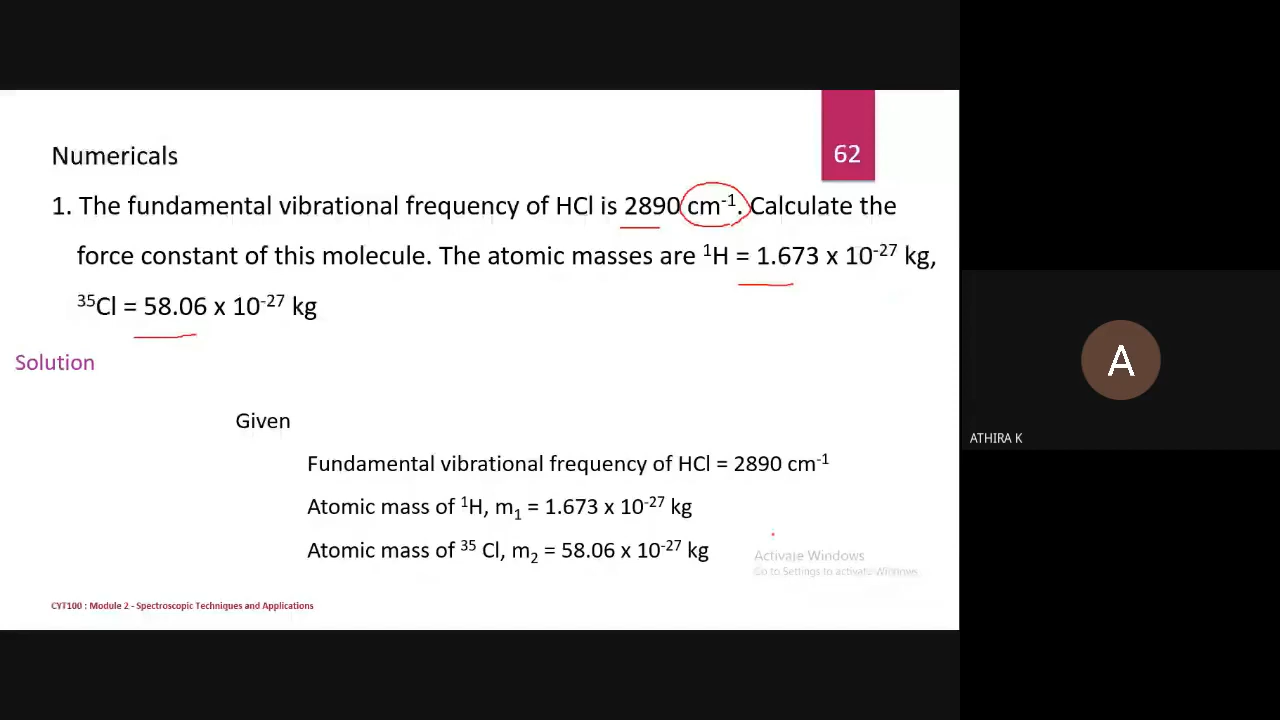 62
Numericals
1. The fundamental vibrational frequency of HCl is 2890 cm⁻¹. Calculate the
force constant of this molecule. The atomic masses are ¹H = 1.673 x 10⁻²⁷ kg,
³⁵Cl = 58.06 x 10⁻²⁷ kg
Solution
Given
Fundamental vibrational frequency of HCl = 2890 cm⁻¹
Atomic mass of ¹H, m₁ = 1.673 x 10⁻²⁷ kg
Atomic mass of ³⁵ Cl, m₂ = 58.06 x 10⁻²⁷ kg
Activate Windows
Go to Settings to activate Windows.
CYT100 : Module 2 - Spectroscopic Techniques and Applications
A
ATHIRA K